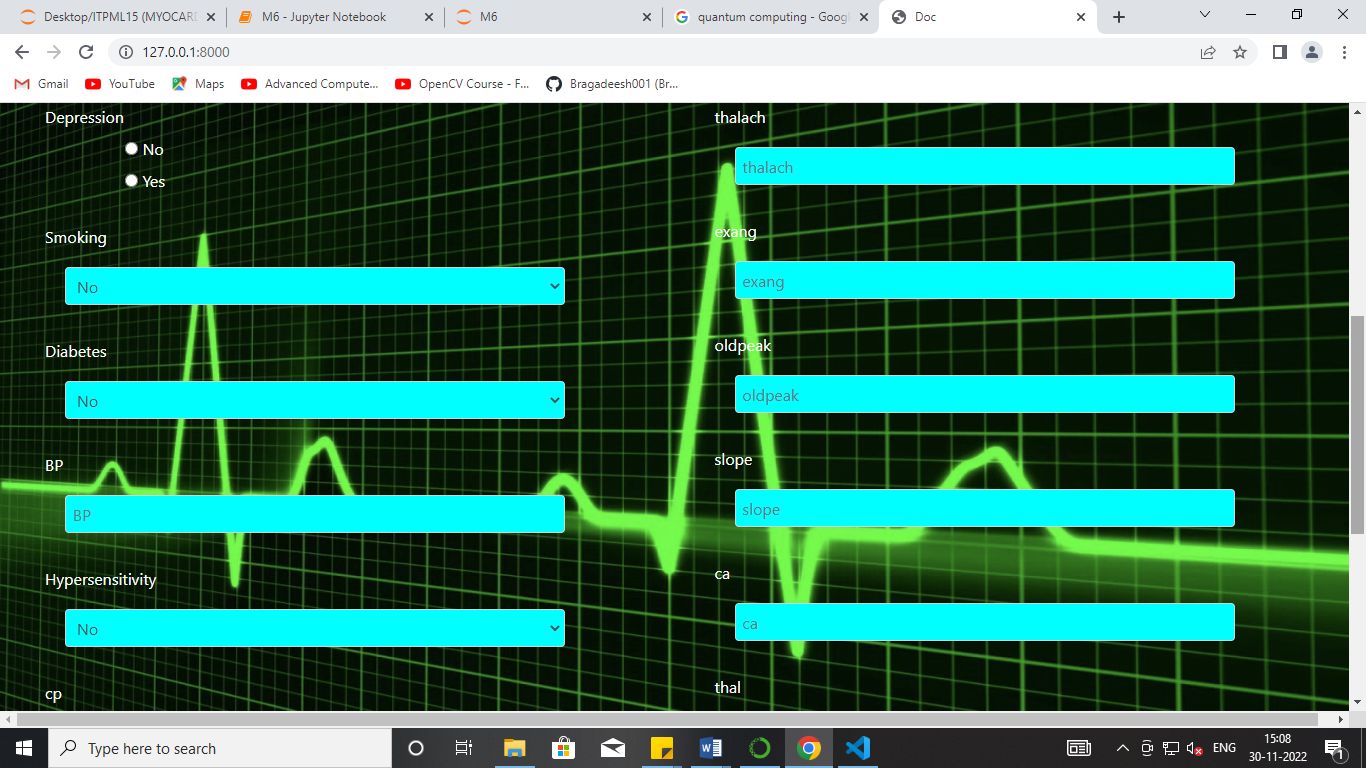 Desktop/ITPML15 (MYOCARD
M6 - Jupyter Notebook
M6
quantum computing - Googl
Doc
127.0.0.1:8000
Gmail
YouTube
Maps
Advanced Compute...
OpenCV Course - F...
Bragadeesh001 (Br...
Depression
No
Yes
Smoking
No
Diabetes
No
BP
BP
Hypersensitivity
No
cp
thalach
thalach
exang
exang
oldpeak
oldpeak
slope
slope
ca
ca
thal
Type here to search
ENG
15:08
30-11-2022
1